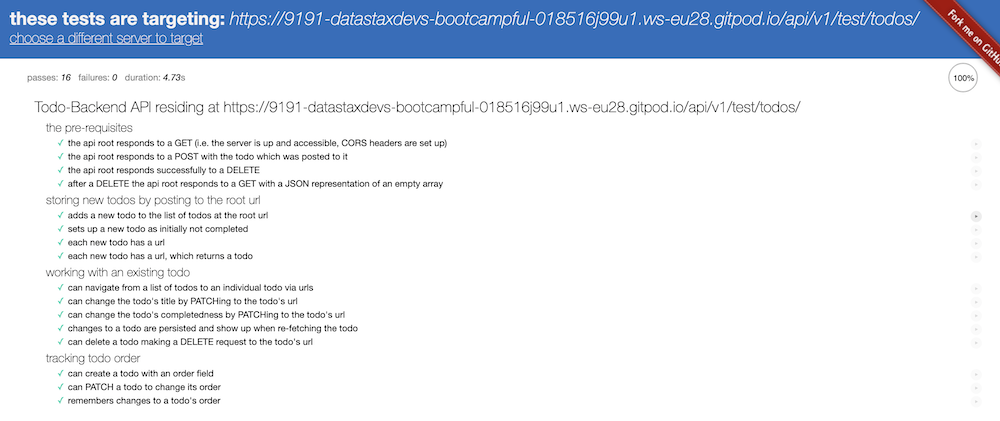 these tests are targeting: https://9191-datastaxdevs-bootcampful-018516j99u1.ws-eu28.gitpod.io/api/v1/test/todos/
choose a different server to target
Fork me on GitHub
passes: 16 failures: 0 duration: 4.73s
100%
Todo-Backend API residing at https://9191-datastaxdevs-bootcampful-018516j99u1.ws-eu28.gitpod.io/api/v1/test/todos/
the pre-requisites
✓ the api root responds to a GET (i.e. the server is up and accessible, CORS headers are set up)
✓ the api root responds to a POST with the todo which was posted to it
✓ the api root responds successfully to a DELETE
✓ after a DELETE the api root responds to a GET with a JSON representation of an empty array
storing new todos by posting to the root url
✓ adds a new todo to the list of todos at the root url
✓ sets up a new todo as initially not completed
✓ each new todo has a url
✓ each new todo has a url, which returns a todo
working with an existing todo
✓ can navigate from a list of todos to an individual todo via urls
✓ can change the todo's title by PATCHing to the todo's url
✓ can change the todo's completedness by PATCHing to the todo's url
✓ changes to a todo are persisted and show up when re-fetching the todo
✓ can delete a todo making a DELETE request to the todo's url
tracking todo order
✓ can create a todo with an order field
✓ can PATCH a todo to change its order
✓ remembers changes to a todo's order